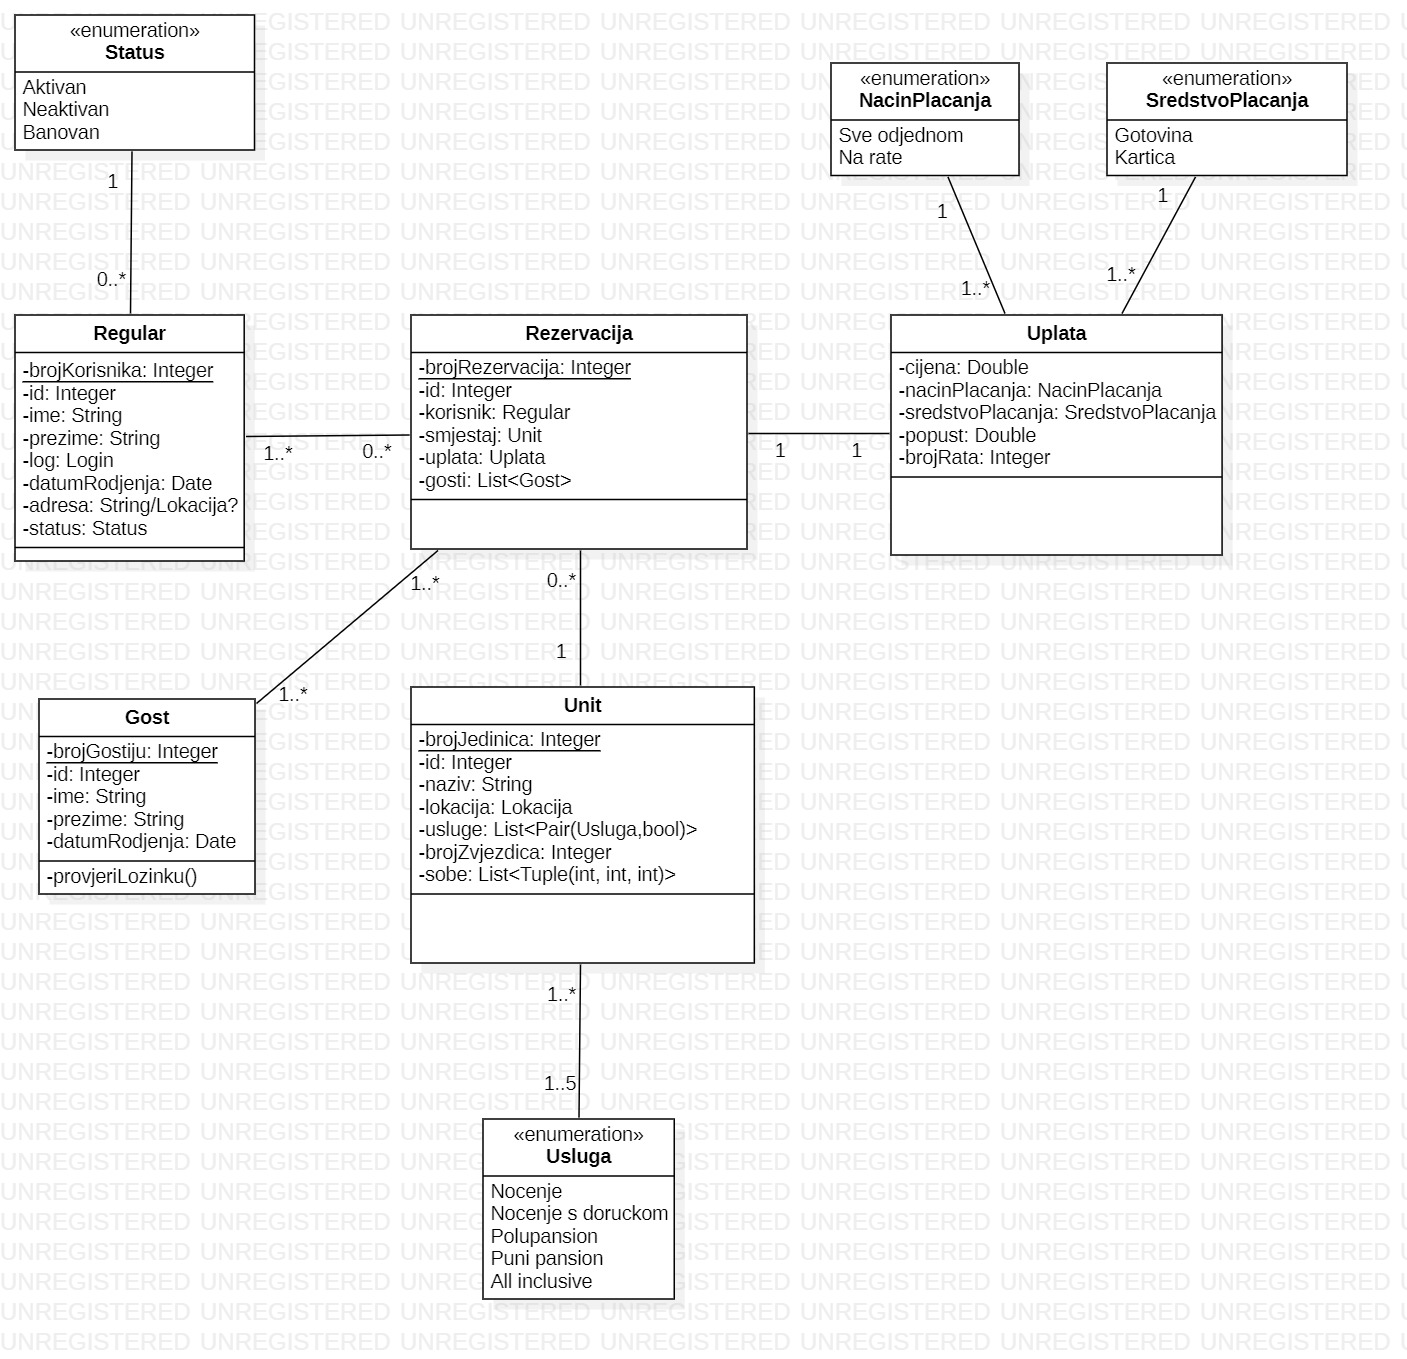 «enumeration»
Status
Aktivan
Neaktivan
Banovan
1
0..*
«enumeration»
NacinPlacanja
Sve odjednom
Na rate
1
1..*
«enumeration»
SredstvoPlacanja
Gotovina
Kartica
1
1..*
Regular
-brojKorisnika: Integer
-id: Integer
-ime: String
-prezime: String
-log: Login
-datumRodjenja: Date
-adresa: String/Lokacija?
-status: Status
1..*
0..*
Rezervacija
-brojRezervacija: Integer
-id: Integer
-korisnik: Regular
-smjestaj: Unit
-uplata: Uplata
-gosti: List<Gost>
1
1
Uplata
-cijena: Double
-nacinPlacanja: NacinPlacanja
-sredstvoPlacanja: SredstvoPlacanja
-popust: Double
-brojRata: Integer
1..*
1..*
0..*
1
Gost
-brojGostiju: Integer
-id: Integer
-ime: String
-prezime: String
-datumRodjenja: Date
-provjeriLozinku()
Unit
-brojJedinica: Integer
-id: Integer
-naziv: String
-lokacija: Lokacija
-usluge: List<Pair(Usluga,bool)>
-brojZvjezdica: Integer
-sobe: List<Tuple(int, int, int)>
1..*
1..5
«enumeration»
Usluga
Nocenje
Nocenje s doruckom
Polupansion
Puni pansion
All inclusive
UNREGISTERED